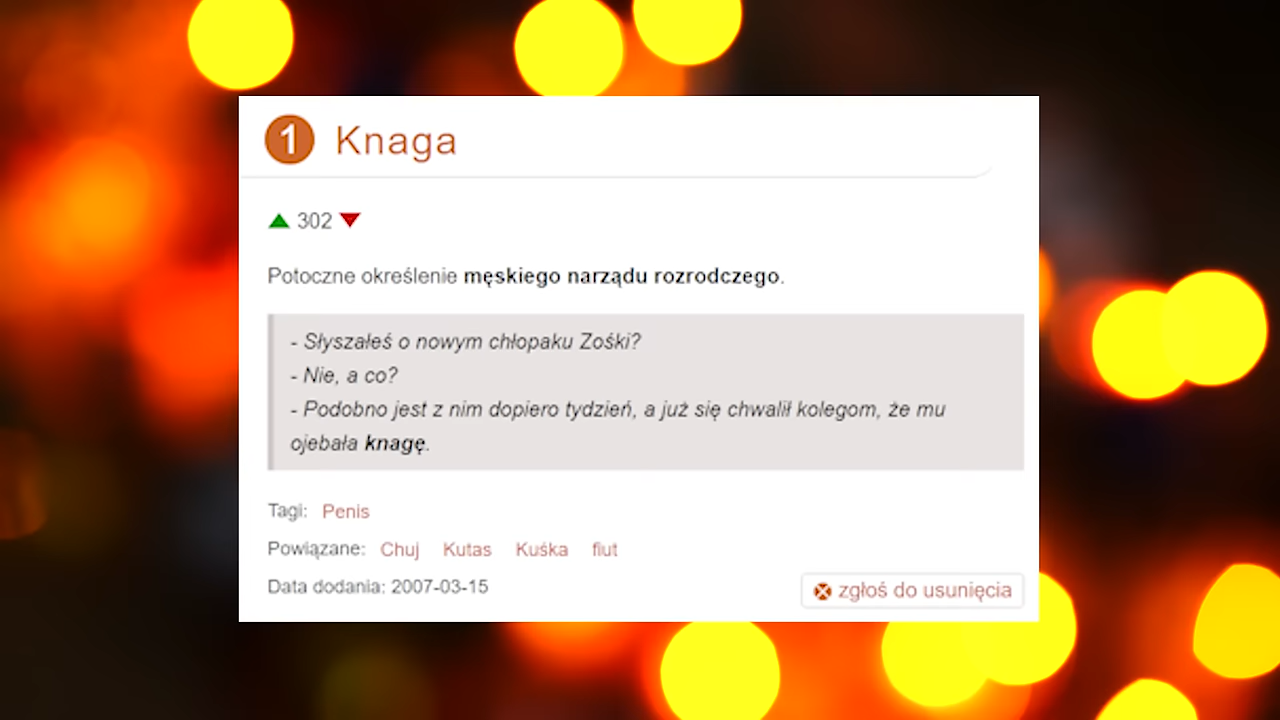 1 Knaga
302
Potoczne określenie męskiego narządu rozrodczego.
- Słyszałeś o nowym chłopaku Zośki?
- Nie, a co?
- Podobno jest z nim dopiero tydzień, a już się chwalił kolegom, że mu
ojebała knagę.
Tagi: Penis
Powiązane: Chuj Kutas Kuśka fiut
Data dodania: 2007-03-15
zgłoś do usunięcia